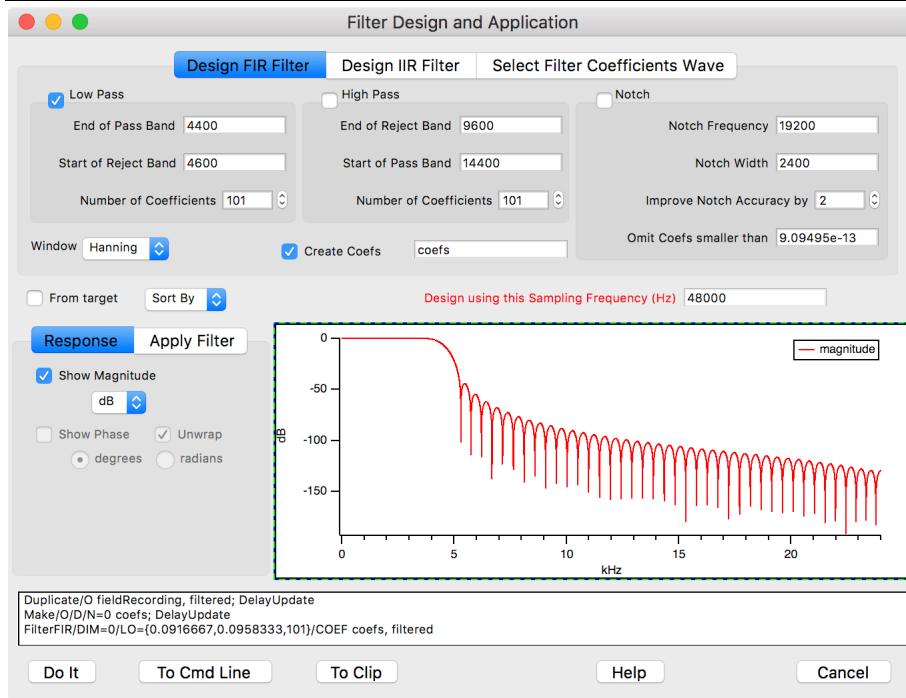 Filter Design and Application
Design FIR Filter Design IIR Filter Select Filter Coefficients Wave
Low Pass
End of Pass Band 4400
Start of Reject Band 4600
Number of Coefficients 101
High Pass
End of Reject Band 9600
Start of Pass Band 14400
Number of Coefficients 101
Notch
Notch Frequency 19200
Notch Width 2400
Improve Notch Accuracy by 2
Omit Coefs smaller than 9.09495e-13
Window Hanning
Create Coefs coefs
From target Sort By
Design using this Sampling Frequency (Hz) 48000
Response Apply Filter
Show Magnitude
dB
Show Phase Unwrap
degrees radians
magnitude
0
-50
-100
-150
dB
0 5 10 15 20
kHz
Duplicate/O fieldRecording, filtered; DelayUpdate
Make/O/D/N=0 coefs; DelayUpdate
FilterFIR/DIM=0/LO={0.0916667,0.0958333,101}/COEF coefs, filtered
Do It To Cmd Line To Clip Help Cancel